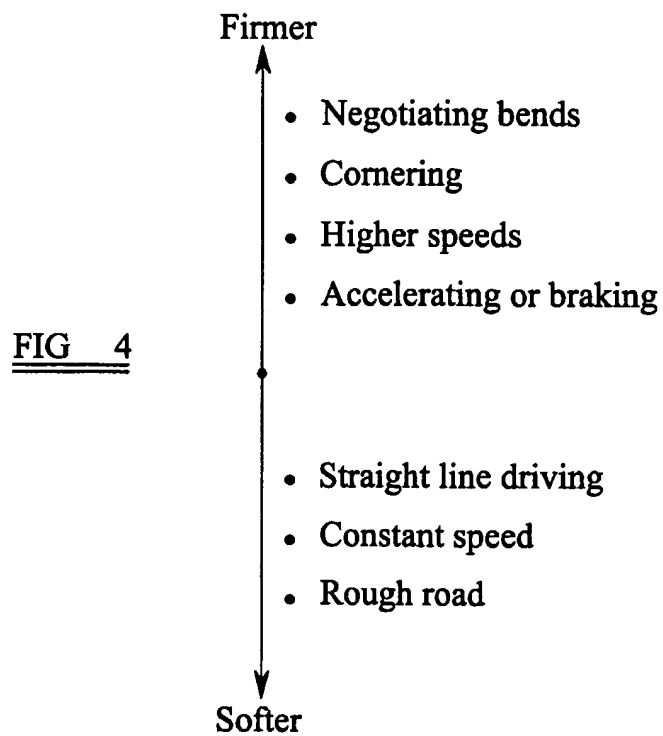 Firmer
• Negotiating bends
• Cornering
• Higher speeds
• Accelerating or braking
FIG 4
• Straight line driving
• Constant speed
• Rough road
Softer